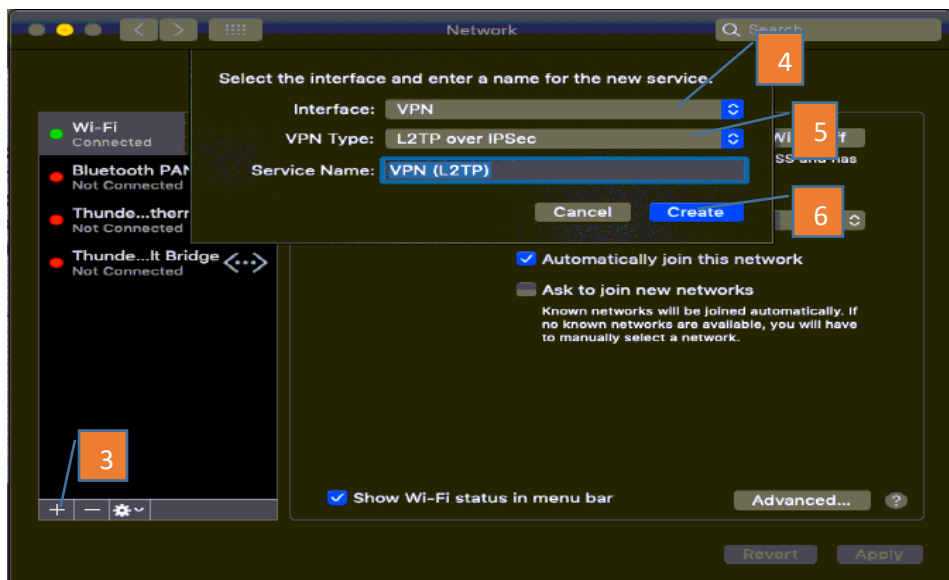 Network
Search
4
Select the interface and enter a name for the new service.
Interface: VPN
VPN Type: L2TP over IPSec
5
Service Name: VPN (L2TP)
Cancel
Create
6
Wi-Fi
Connected
Bluetooth PAN
Not Connected
Thunde...therr
Not Connected
Thunde...lt Bridge
Not Connected
and has
Automatically join this network
Ask to join new networks
Known networks will be joined automatically. If
no known networks are available, you will have
to manually select a network.
3
Show Wi-Fi status in menu bar
Advanced...
?
Revert
Apply